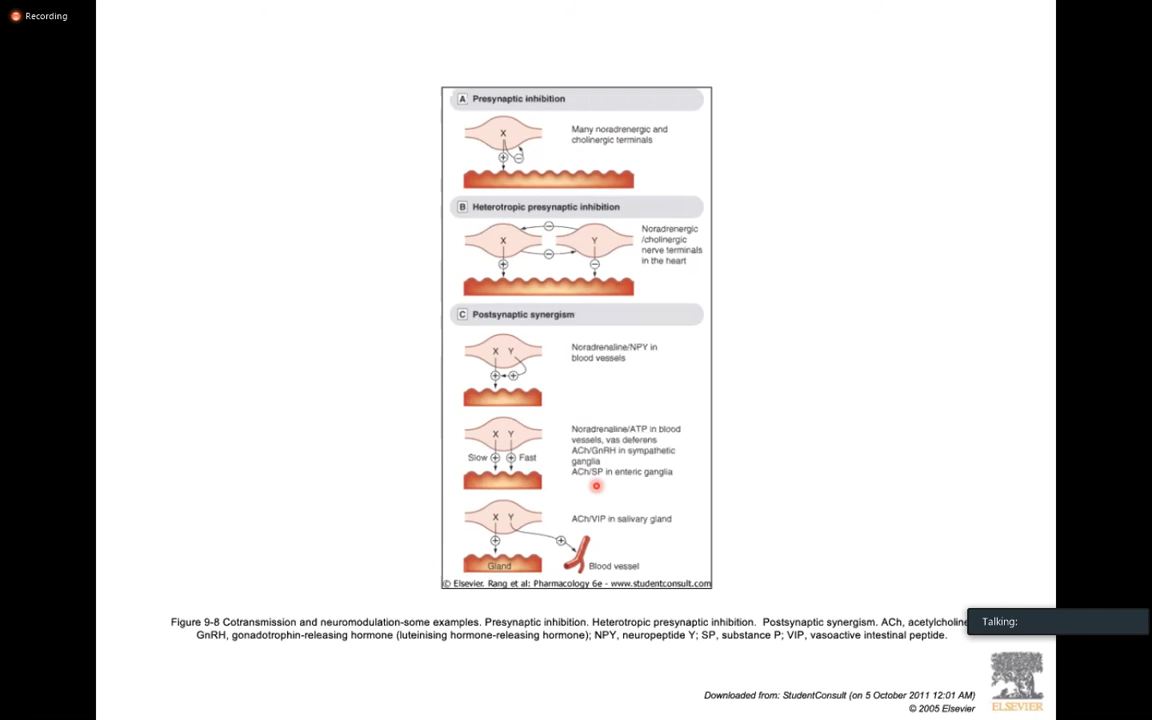 Recording
A Presynaptic inhibition
X
Many noradrenergic and
cholinergic terminals
+ −
B Heterotropic presynaptic inhibition
−
X Y
−
+ −
Noradrenergic
/cholinergic
nerve terminals
in the heart
C Postsynaptic synergism
X Y
+ +
Noradrenaline/NPY in
blood vessels
X Y
Slow + + Fast
Noradrenaline/ATP in blood
vessels, vas deferens
ACh/GnRH in sympathetic
ganglia
ACh/SP in enteric ganglia
X Y
+ +
ACh/VIP in salivary gland
Gland
Blood vessel
© Elsevier. Rang et al: Pharmacology 6e - www.studentconsult.com
Figure 9-8 Cotransmission and neuromodulation-some examples. Presynaptic inhibition. Heterotropic presynaptic inhibition. Postsynaptic synergism. ACh, acetylcholine
GnRH, gonadotrophin-releasing hormone (luteinising hormone-releasing hormone); NPY, neuropeptide Y; SP, substance P; VIP, vasoactive intestinal peptide.
Talking:
Downloaded from: StudentConsult (on 5 October 2011 12:01 AM)
© 2005 Elsevier
ELSEVIER